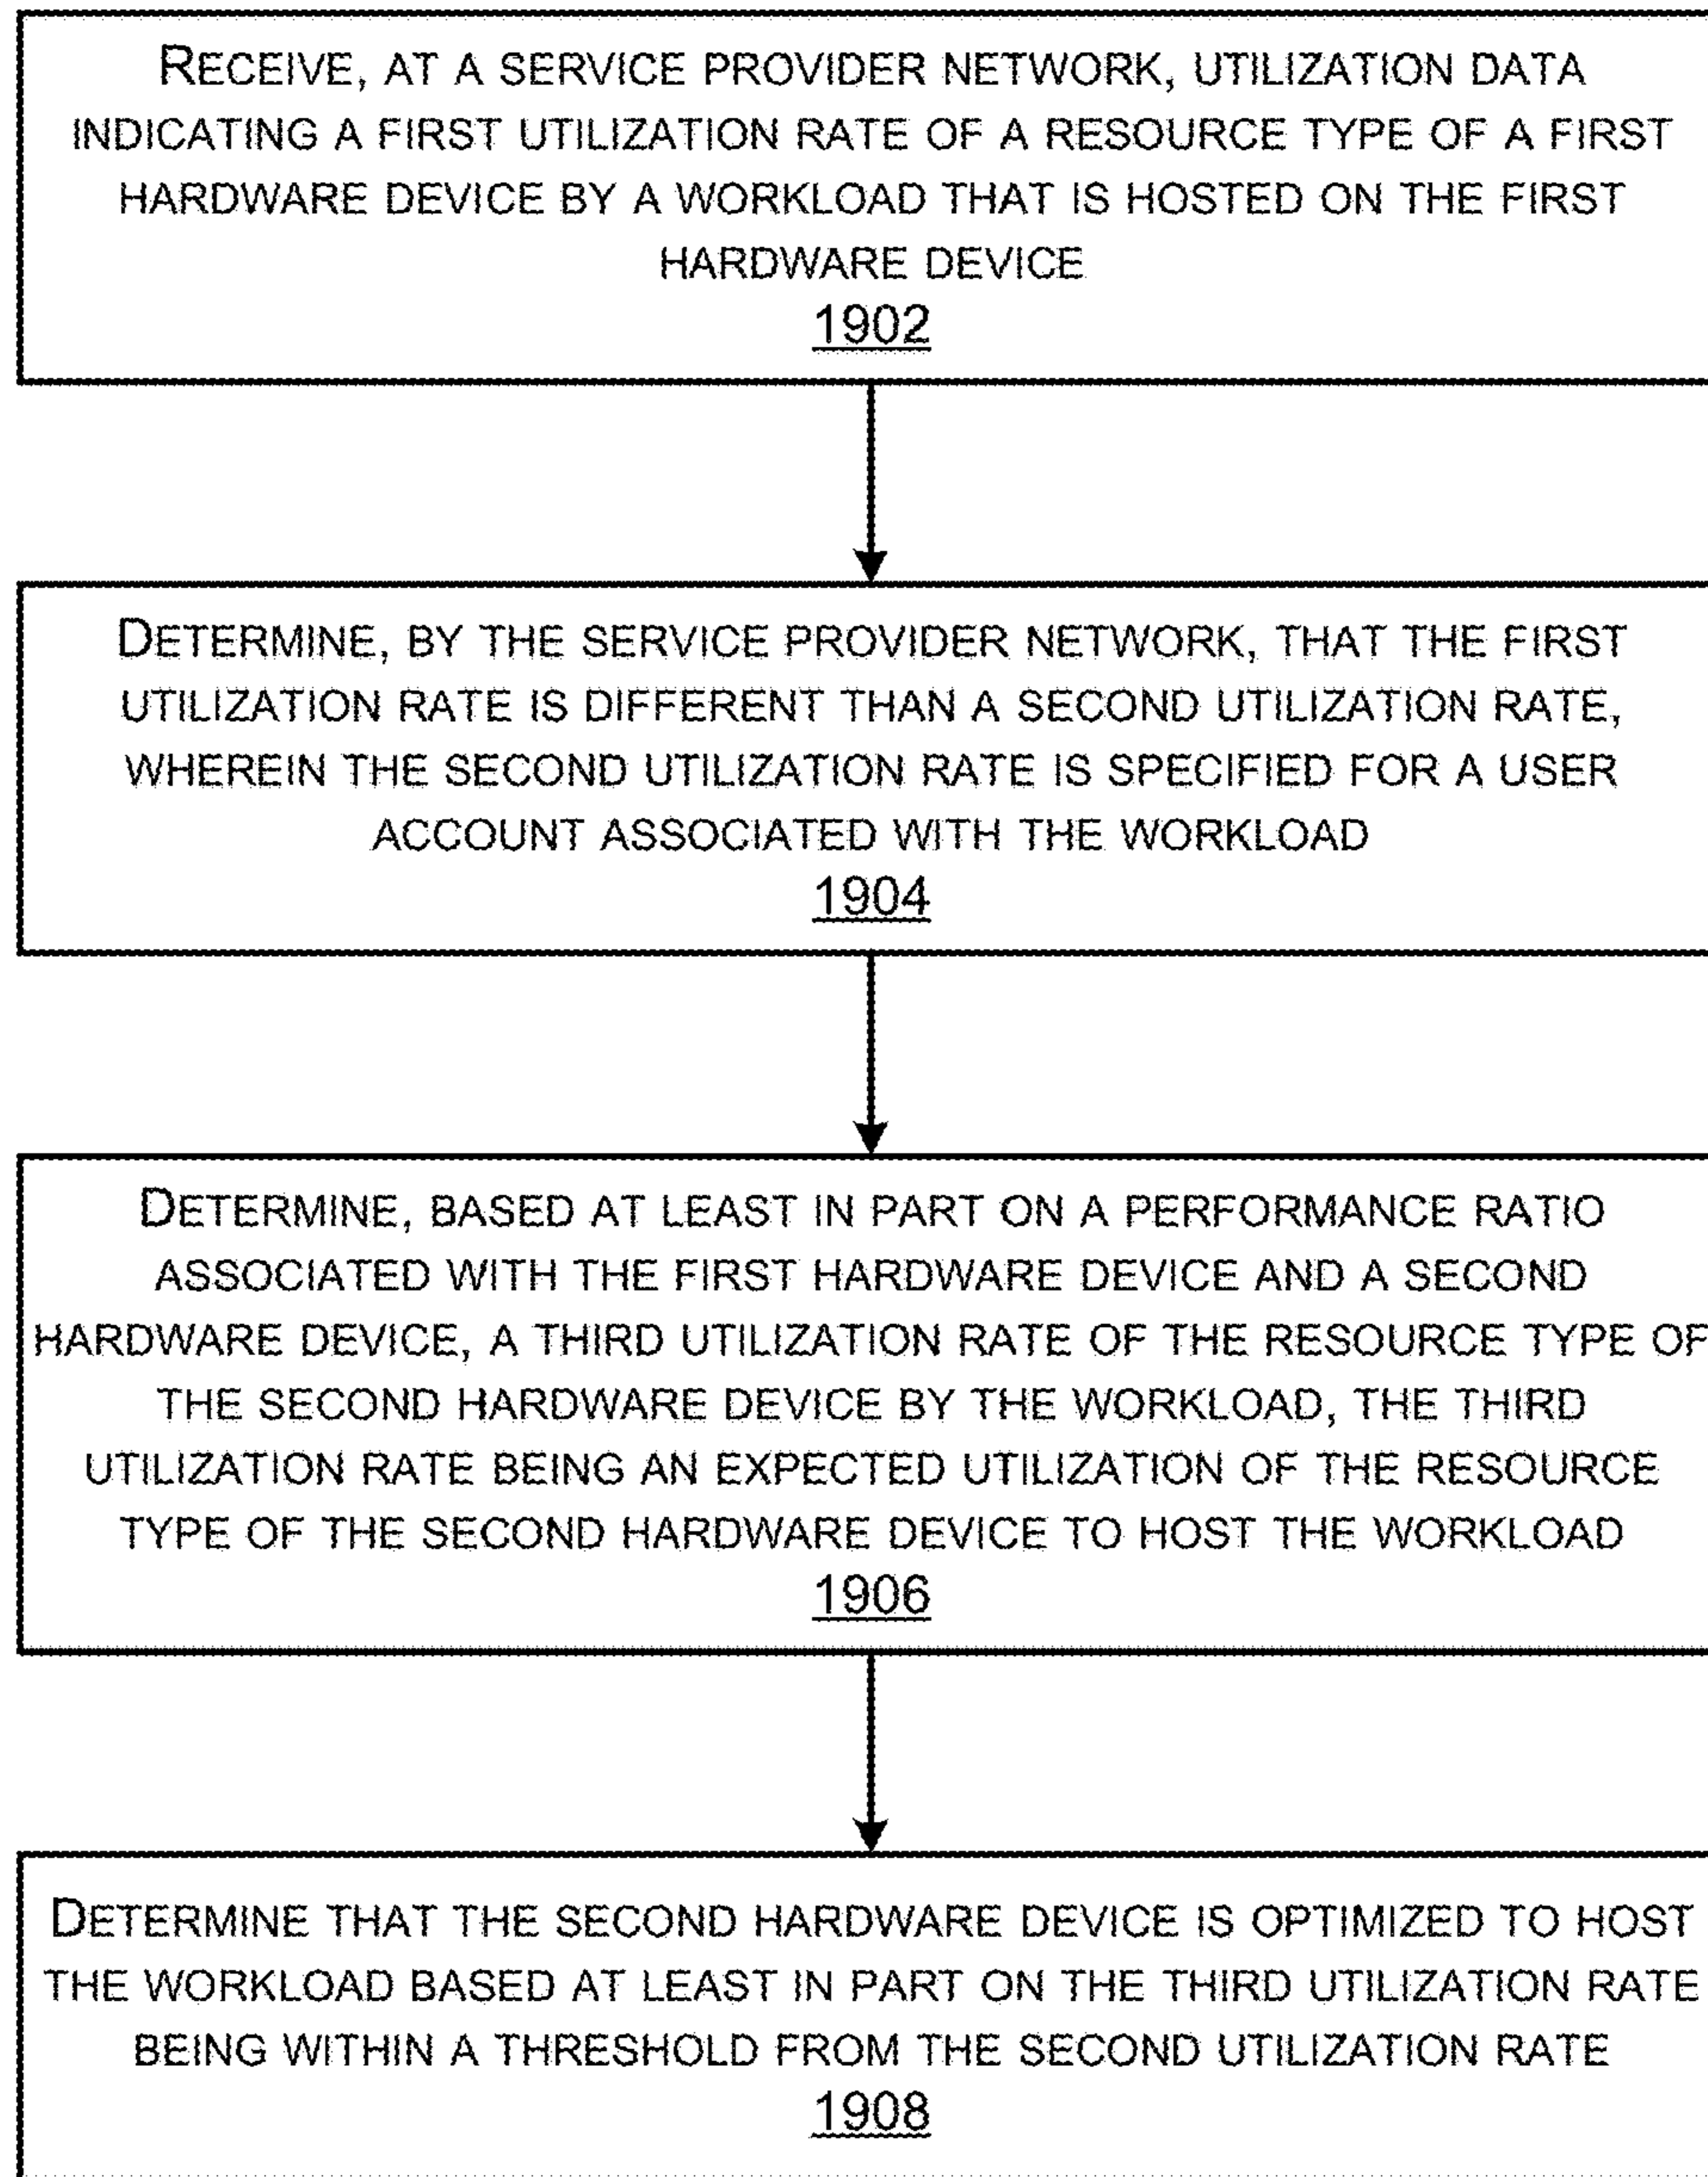 RECEIVE, AT A SERVICE PROVIDER NETWORK, UTILIZATION DATA
INDICATING A FIRST UTILIZATION RATE OF A RESOURCE TYPE OF A FIRST
HARDWARE DEVICE BY A WORKLOAD THAT IS HOSTED ON THE FIRST
HARDWARE DEVICE
1902
DETERMINE, BY THE SERVICE PROVIDER NETWORK, THAT THE FIRST
UTILIZATION RATE IS DIFFERENT THAN A SECOND UTILIZATION RATE,
WHEREIN THE SECOND UTILIZATION RATE IS SPECIFIED FOR A USER
ACCOUNT ASSOCIATED WITH THE WORKLOAD
1904
DETERMINE, BASED AT LEAST IN PART ON A PERFORMANCE RATIO
ASSOCIATED WITH THE FIRST HARDWARE DEVICE AND A SECOND
HARDWARE DEVICE, A THIRD UTILIZATION RATE OF THE RESOURCE TYPE OF
THE SECOND HARDWARE DEVICE BY THE WORKLOAD, THE THIRD
UTILIZATION RATE BEING AN EXPECTED UTILIZATION OF THE RESOURCE
TYPE OF THE SECOND HARDWARE DEVICE TO HOST THE WORKLOAD
1906
DETERMINE THAT THE SECOND HARDWARE DEVICE IS OPTIMIZED TO HOST
THE WORKLOAD BASED AT LEAST IN PART ON THE THIRD UTILIZATION RATE
BEING WITHIN A THRESHOLD FROM THE SECOND UTILIZATION RATE
1908